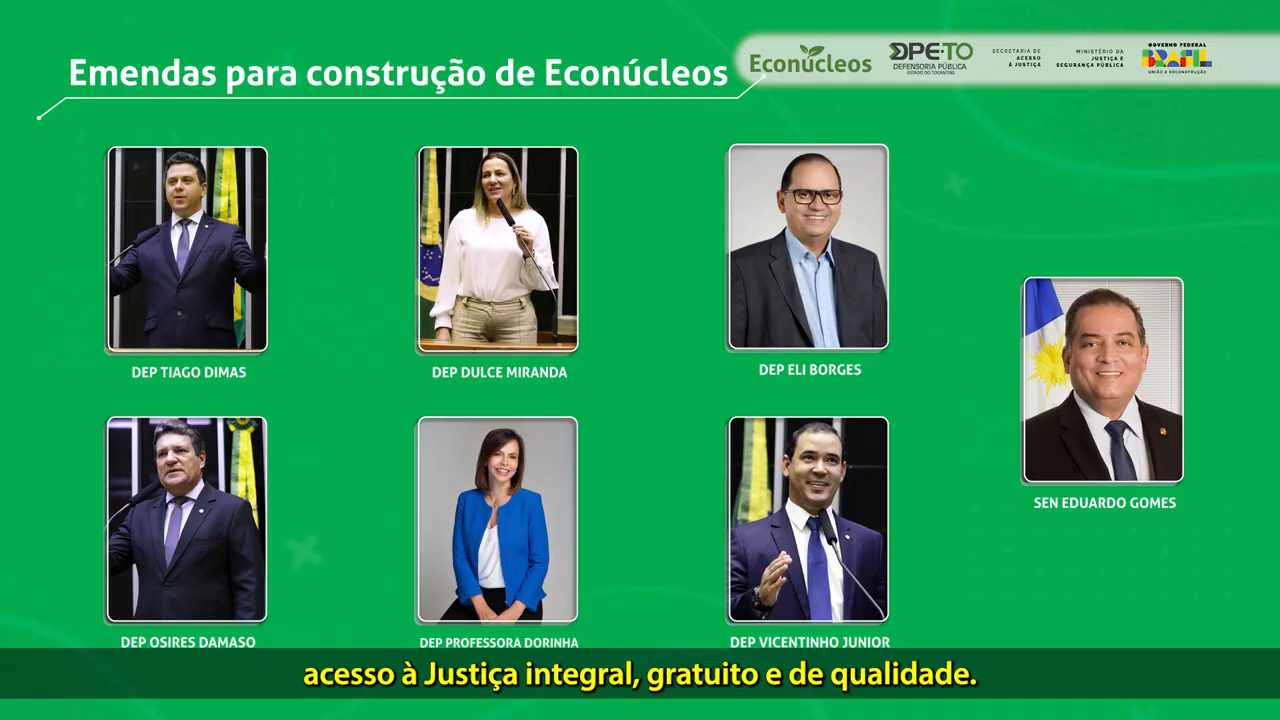 Emendas para construção de Econúcleos
Econúcleos
DPE-TO
DEFENSORIA PÚBLICA
ESTADO DO TOCANTINS
SECRETARIA DE
ACESSO
À JUSTIÇA
MINISTÉRIO DA
JUSTIÇA E
SEGURANÇA PÚBLICA
GOVERNO FEDERAL
BRASIL
UNIÃO E RECONSTRUÇÃO
DEP TIAGO DIMAS
DEP DULCE MIRANDA
DEP ELI BORGES
SEN EDUARDO GOMES
DEP OSIRES DAMASO
DEP PROFESSORA DORINHA
DEP VICENTINHO JUNIOR
acesso à Justiça integral, gratuito e de qualidade.